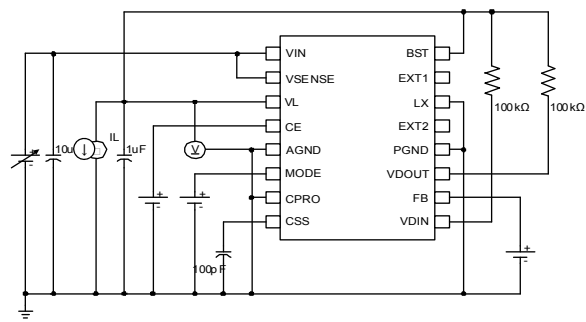 VIN
BST
VSENSE
EXT1
100kΩ
100kΩ
VL
LX
CE
EXT2
10u
IL
1uF
V
AGND
PGND
MODE
VDOUT
CPRO
FB
CSS
VDIN
100pF